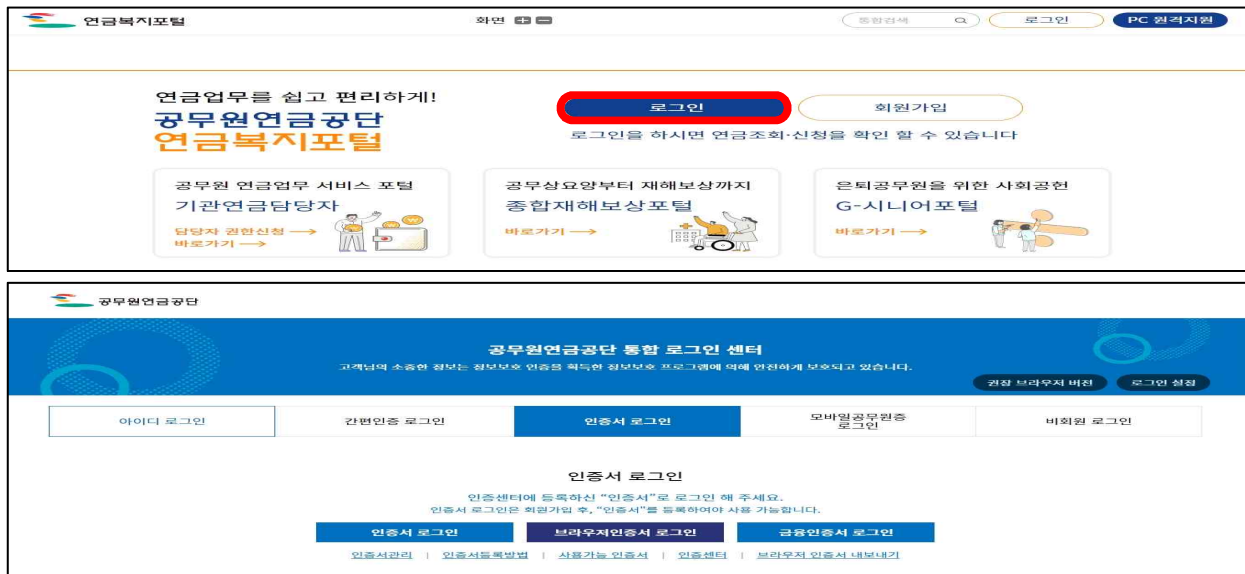 연금복지포털 화면 + - 통합검색 로그인 PC 원격지원
연금업무를 쉽고 편리하게!
공무원연금공단
연금복지포털
로그인 회원가입
로그인을 하시면 연금조회·신청을 확인 할 수 있습니다
공무원 연금업무 서비스 포털
기관연금담당자
담당자 권한신청 →
바로가기 →
공무상요양부터 재해보상까지
종합재해보상포털
바로가기 →
은퇴공무원을 위한 사회공헌
G-시니어포털
바로가기 →
공무원연금공단
공무원연금공단 통합 로그인 센터
고객님의 소중한 정보는 정보보호 인증을 획득한 정보보호 프로그램에 의해 안전하게 보호되고 있습니다.
권장 브라우저 버전 로그인 설정
아이디 로그인 간편인증 로그인 인증서 로그인 모바일공무원증 로그인 비회원 로그인
인증서 로그인
인증센터에 등록하신 "인증서"로 로그인 해 주세요.
인증서 로그인은 회원가입 후, "인증서"를 등록하여야 사용 가능합니다.
인증서 로그인 브라우저인증서 로그인 금융인증서 로그인
인증서관리 | 인증서등록방법 | 사용가능 인증서 | 인증센터 | 브라우저 인증서 내보내기